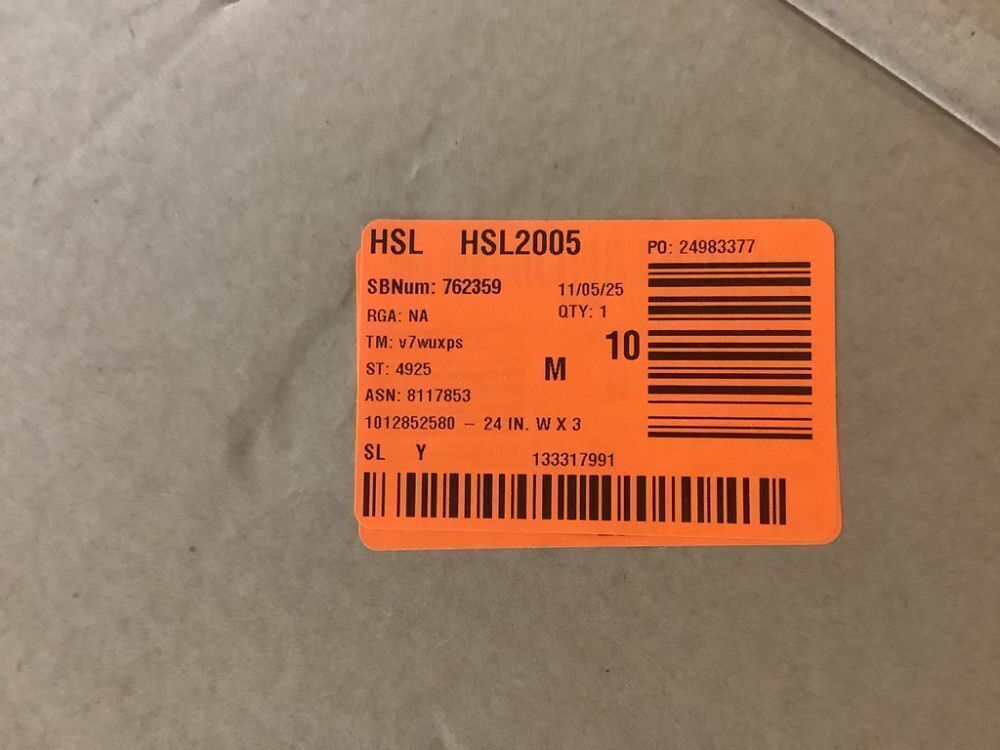 HSL HSL2005 PO: 24983377
SBNum: 762359 11/05/25
RGA: NA QTY: 1
TM: v7wuxps 10
ST: 4925 M
ASN: 8117853
1012852580 – 24 IN. W X 3
SL Y 133317991